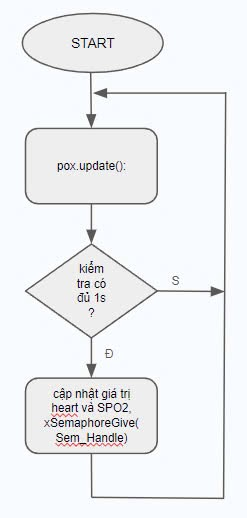 START
pox.update():
kiểm
tra có
đủ 1s
?
S
Đ
cập nhật giá trị
heart và SPO2,
xSemaphoreGive(
Sem_Handle)